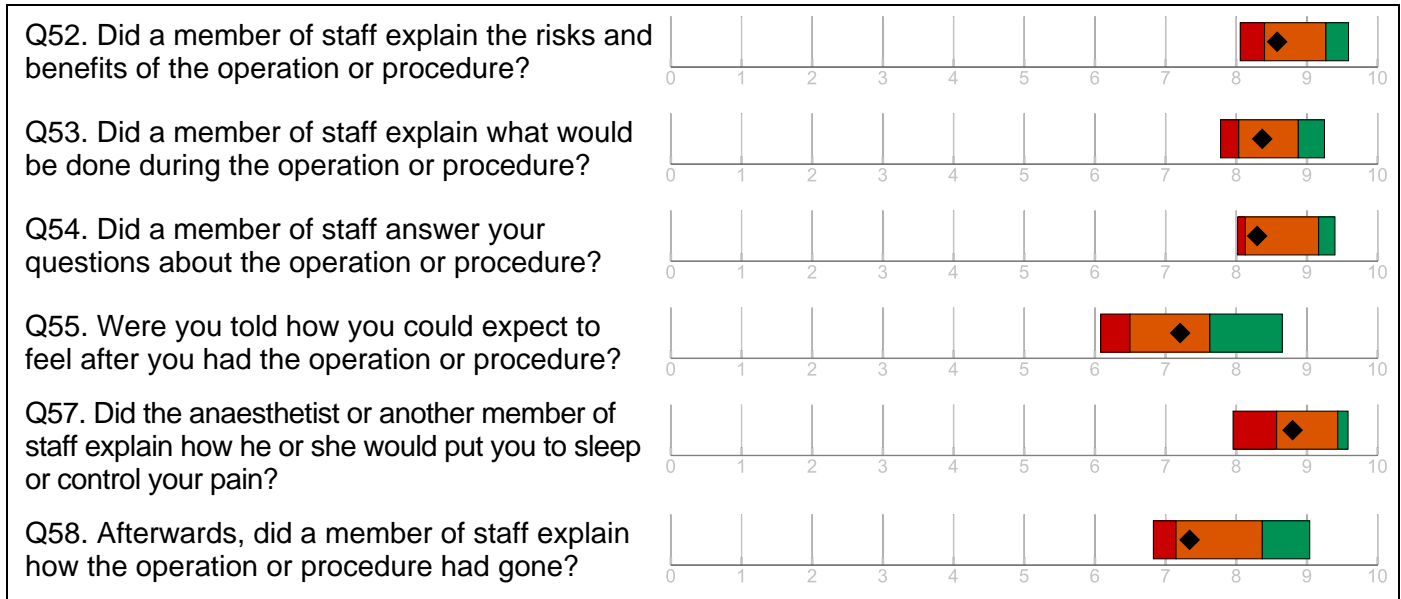 Q52. Did a member of staff explain the risks and
benefits of the operation or procedure?
0 1 2 3 4 5 6 7 8 9 10
Q53. Did a member of staff explain what would
be done during the operation or procedure?
0 1 2 3 4 5 6 7 8 9 10
Q54. Did a member of staff answer your
questions about the operation or procedure?
0 1 2 3 4 5 6 7 8 9 10
Q55. Were you told how you could expect to
feel after you had the operation or procedure?
0 1 2 3 4 5 6 7 8 9 10
Q57. Did the anaesthetist or another member of
staff explain how he or she would put you to sleep
or control your pain?
0 1 2 3 4 5 6 7 8 9 10
Q58. Afterwards, did a member of staff explain
how the operation or procedure had gone?
0 1 2 3 4 5 6 7 8 9 10